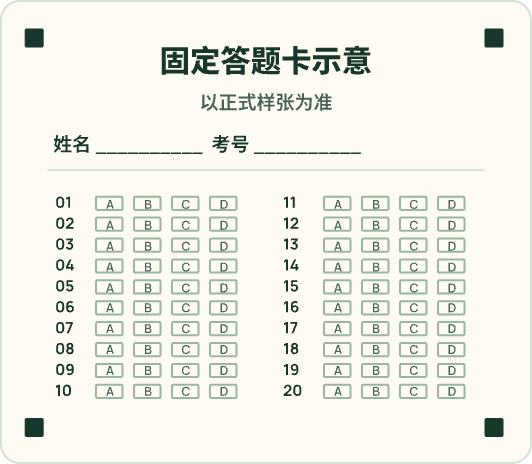 固定答题卡示意
以正式样张为准
姓名 __________ 考号 __________
01 A B C D 11 A B C D
02 A B C D 12 A B C D
03 A B C D 13 A B C D
04 A B C D 14 A B C D
05 A B C D 15 A B C D
06 A B C D 16 A B C D
07 A B C D 17 A B C D
08 A B C D 18 A B C D
09 A B C D 19 A B C D
10 A B C D 20 A B C D